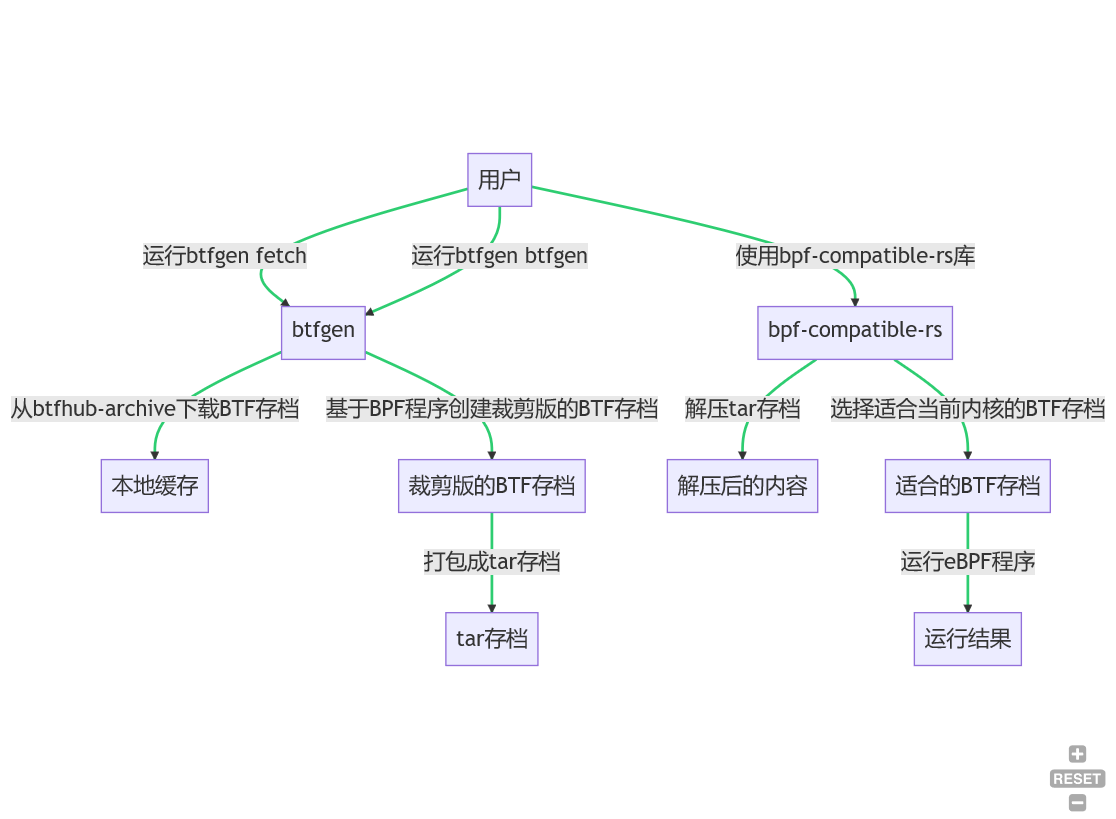 用户
运行btfgen fetch
运行btfgen btfgen
使用bpf-compatible-rs库
btfgen
bpf-compatible-rs
从btfhub-archive下载BTF存档
基于BPF程序创建裁剪版的BTF存档
解压tar存档
选择适合当前内核的BTF存档
本地缓存
裁剪版的BTF存档
解压后的内容
适合的BTF存档
打包成tar存档
运行eBPF程序
tar存档
运行结果
RESET